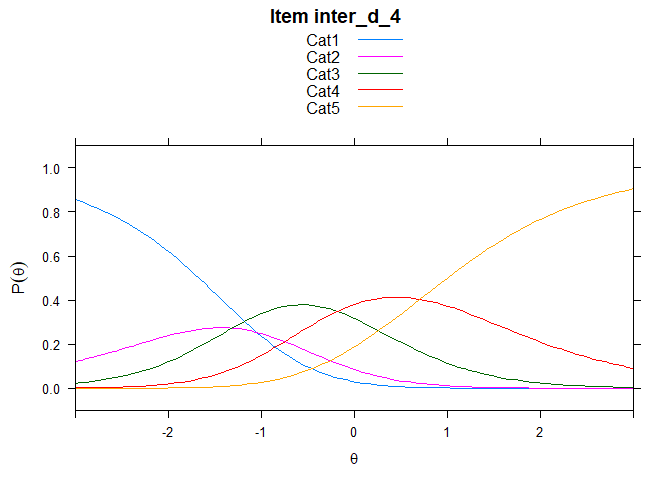 Item inter_d_4
Cat1
Cat2
Cat3
Cat4
Cat5
1.0
0.8
0.6
0.4
0.2
0.0
P(θ)
-2 -1 0 1 2
θ